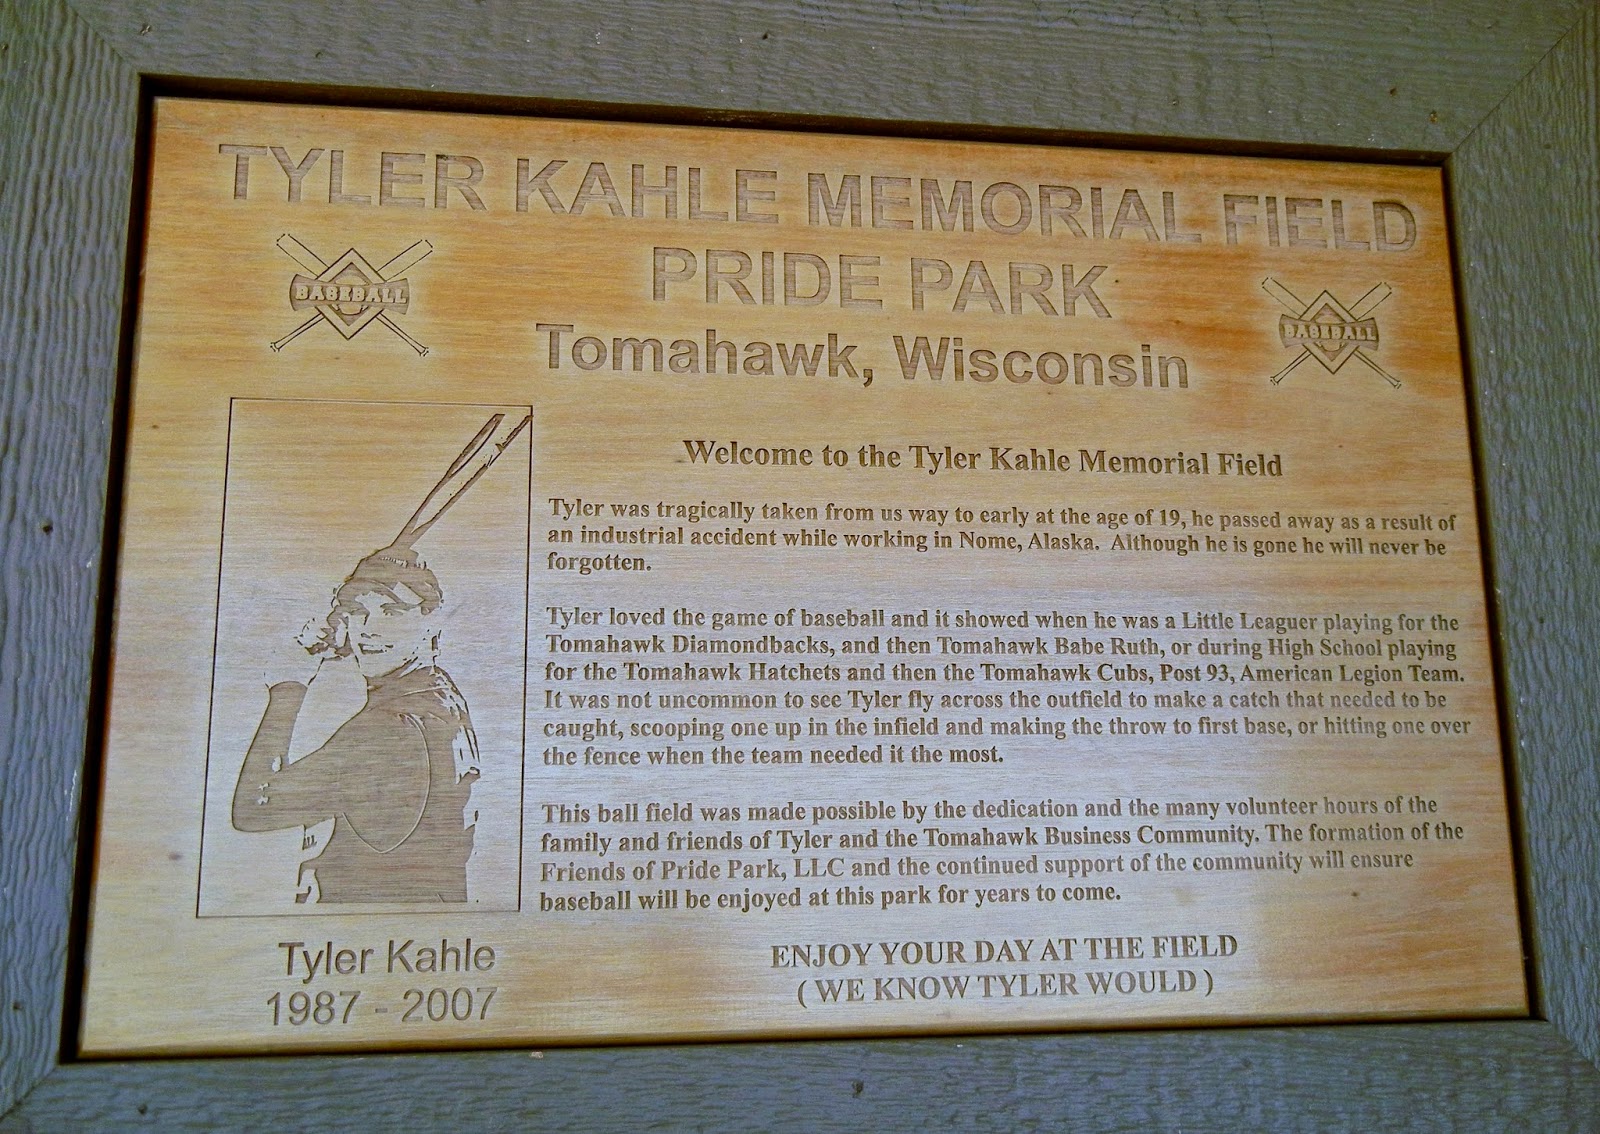 TYLER KAHLE MEMORIAL FIELD
PRIDE PARK
BASEBALL
BASEBALL
Tomahawk, Wisconsin
Welcome to the Tyler Kahle Memorial Field
Tyler was tragically taken from us way to early at the age of 19, he passed away as a result of
an industrial accident while working in Nome, Alaska. Although he is gone he will never be
forgotten.
Tyler loved the game of baseball and it showed when he was a Little Leaguer playing for the
Tomahawk Diamondbacks, and then Tomahawk Babe Ruth, or during High School playing
for the Tomahawk Hatchets and then the Tomahawk Cubs, Post 93, American Legion Team.
It was not uncommon to see Tyler fly across the outfield to make a catch that needed to be
caught, scooping one up in the infield and making the throw to first base, or hitting one over
the fence when the team needed it the most.
This ball field was made possible by the dedication and the many volunteer hours of the
family and friends of Tyler and the Tomahawk Business Community. The formation of the
Friends of Pride Park, LLC and the continued support of the community will ensure
baseball will be enjoyed at this park for years to come.
Tyler Kahle
1987 - 2007
ENJOY YOUR DAY AT THE FIELD
( WE KNOW TYLER WOULD )